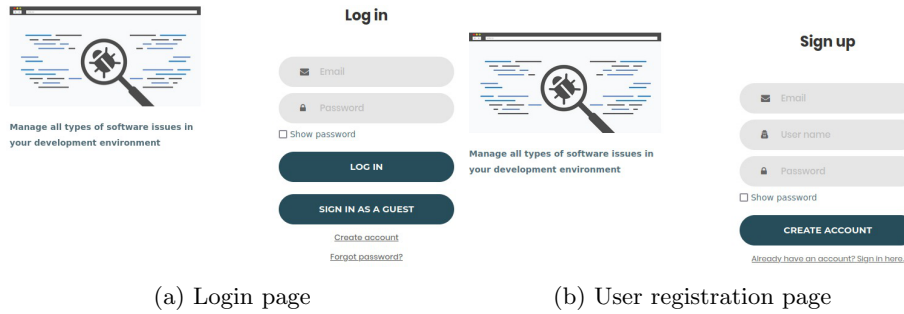 Log in
Email
Password
Show password
LOG IN
SIGN IN AS A GUEST
Create account
Forgot password?
Manage all types of software issues in
your development environment
(a) Login page
Sign up
Email
User name
Password
Show password
CREATE ACCOUNT
Already have an account? Sign in here.
Manage all types of software issues in
your development environment
(b) User registration page